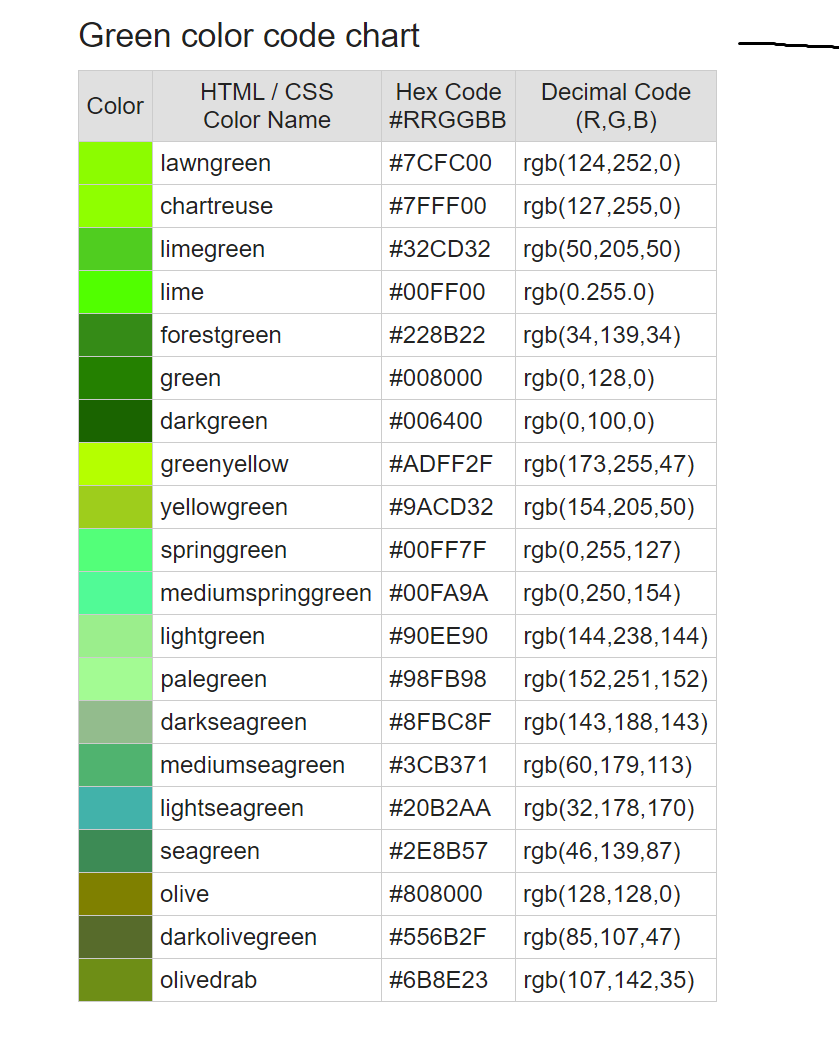 Green color code chart
Color HTML / CSS Color Name Hex Code #RRGGBB Decimal Code (R,G,B)
lawngreen #7CFC00 rgb(124,252,0)
chartreuse #7FFF00 rgb(127,255,0)
limegreen #32CD32 rgb(50,205,50)
lime #00FF00 rgb(0.255.0)
forestgreen #228B22 rgb(34,139,34)
green #008000 rgb(0,128,0)
darkgreen #006400 rgb(0,100,0)
greenyellow #ADFF2F rgb(173,255,47)
yellowgreen #9ACD32 rgb(154,205,50)
springgreen #00FF7F rgb(0,255,127)
mediumspringgreen #00FA9A rgb(0,250,154)
lightgreen #90EE90 rgb(144,238,144)
palegreen #98FB98 rgb(152,251,152)
darkseagreen #8FBC8F rgb(143,188,143)
mediumseagreen #3CB371 rgb(60,179,113)
lightseagreen #20B2AA rgb(32,178,170)
seagreen #2E8B57 rgb(46,139,87)
olive #808000 rgb(128,128,0)
darkolivegreen #556B2F rgb(85,107,47)
olivedrab #6B8E23 rgb(107,142,35)